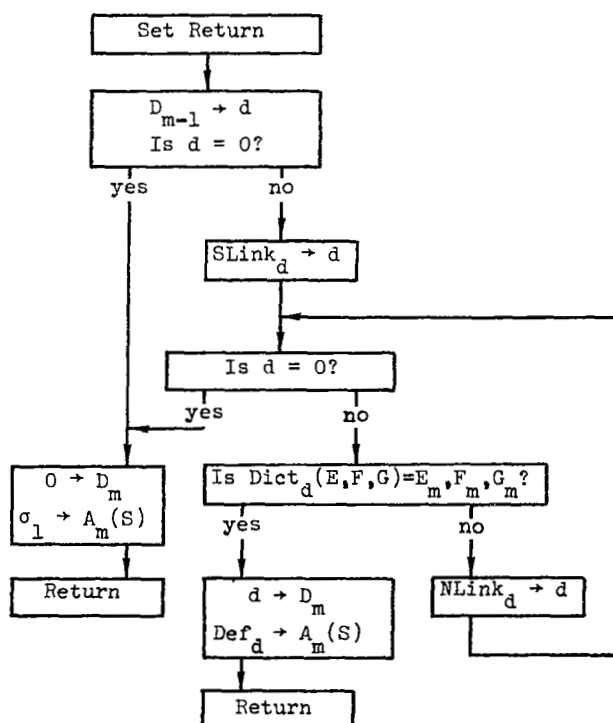 Set Return
D_{m-1} → d
Is d = 0?
yes
no
SLink_d → d
Is d = 0?
yes
no
0 → D_m
σ_1 → A_m(S)
Return
Is Dict_d(E,F,G)=E_m,F_m,G_m?
yes
no
d → D_m
Def_d → A_m(S)
NLink_d → d
Return